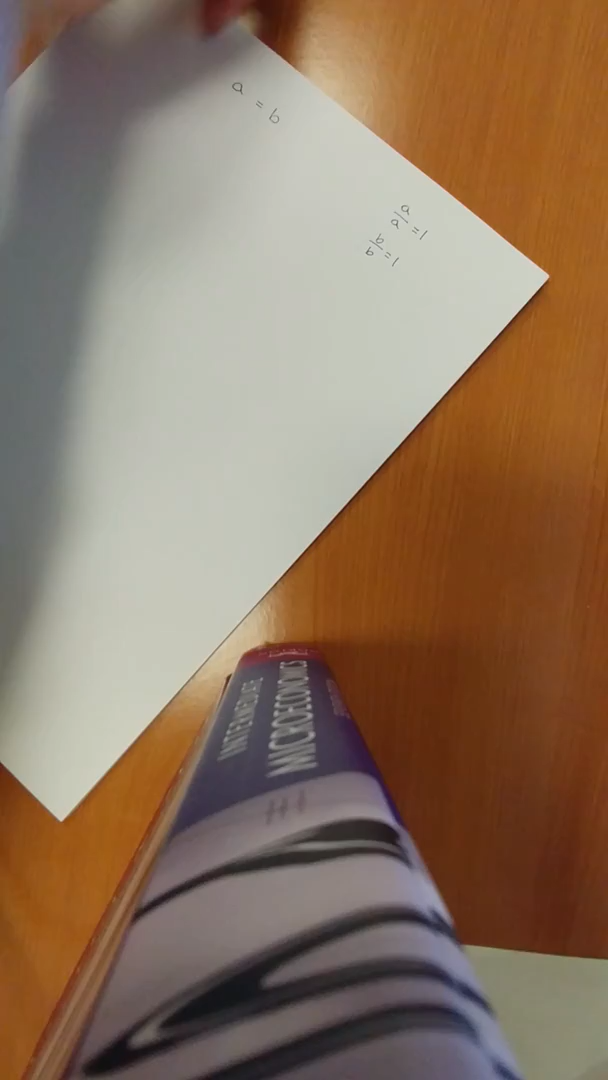 a = b
a/a = 1
b/b = 1
INTERMEDIATE
MICROECONOMICS